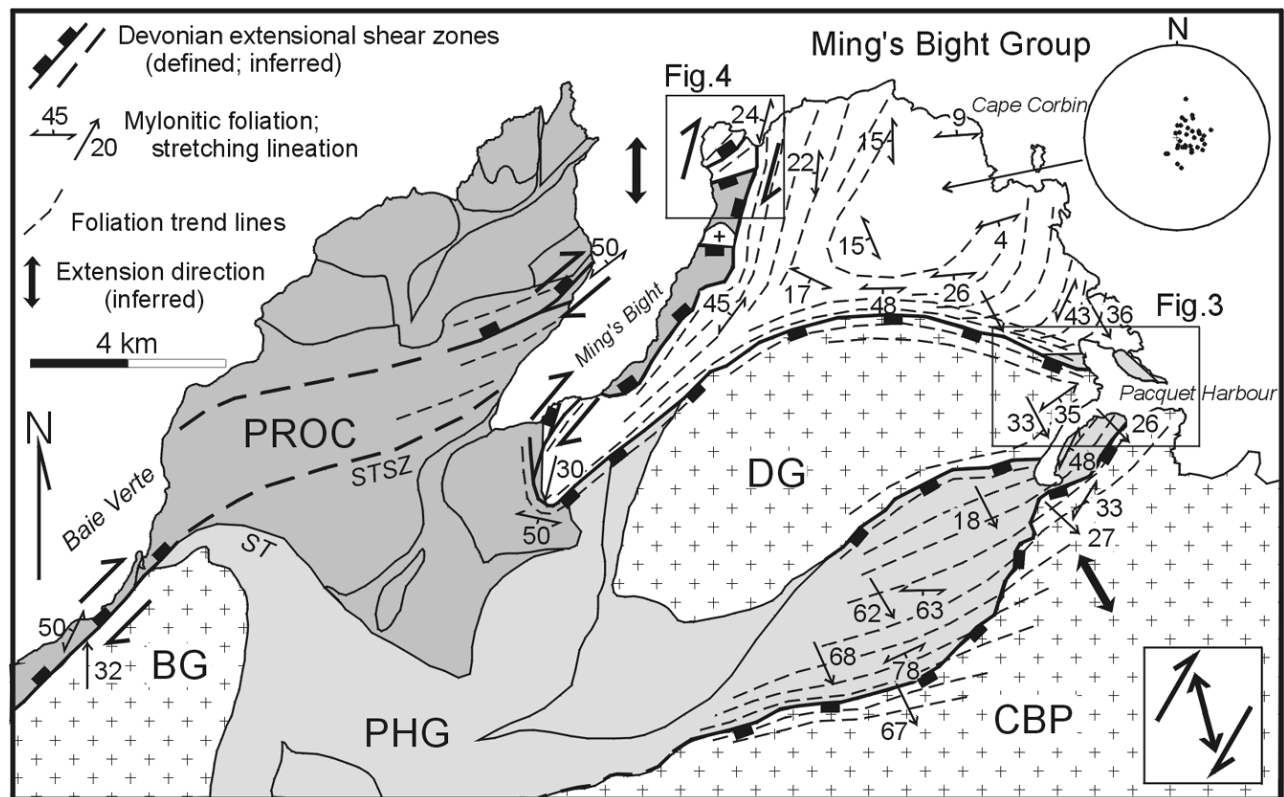 Devonian extensional shear zones
(defined; inferred)
45
20
Mylonitic foliation;
stretching lineation
Foliation trend lines
Extension direction
(inferred)
4 km
N
Ming's Bight Group
N
Fig.4
Cape Corbin
24
9
15
22
15
4
50
17
26
48
45
43
36
Fig.3
Ming's Bight
Pacquet Harbour
PROC
STSZ
33
35
26
48
30
DG
18
33
27
50
Baie Verte
ST
62
63
50
32
BG
68
78
67
PHG
CBP